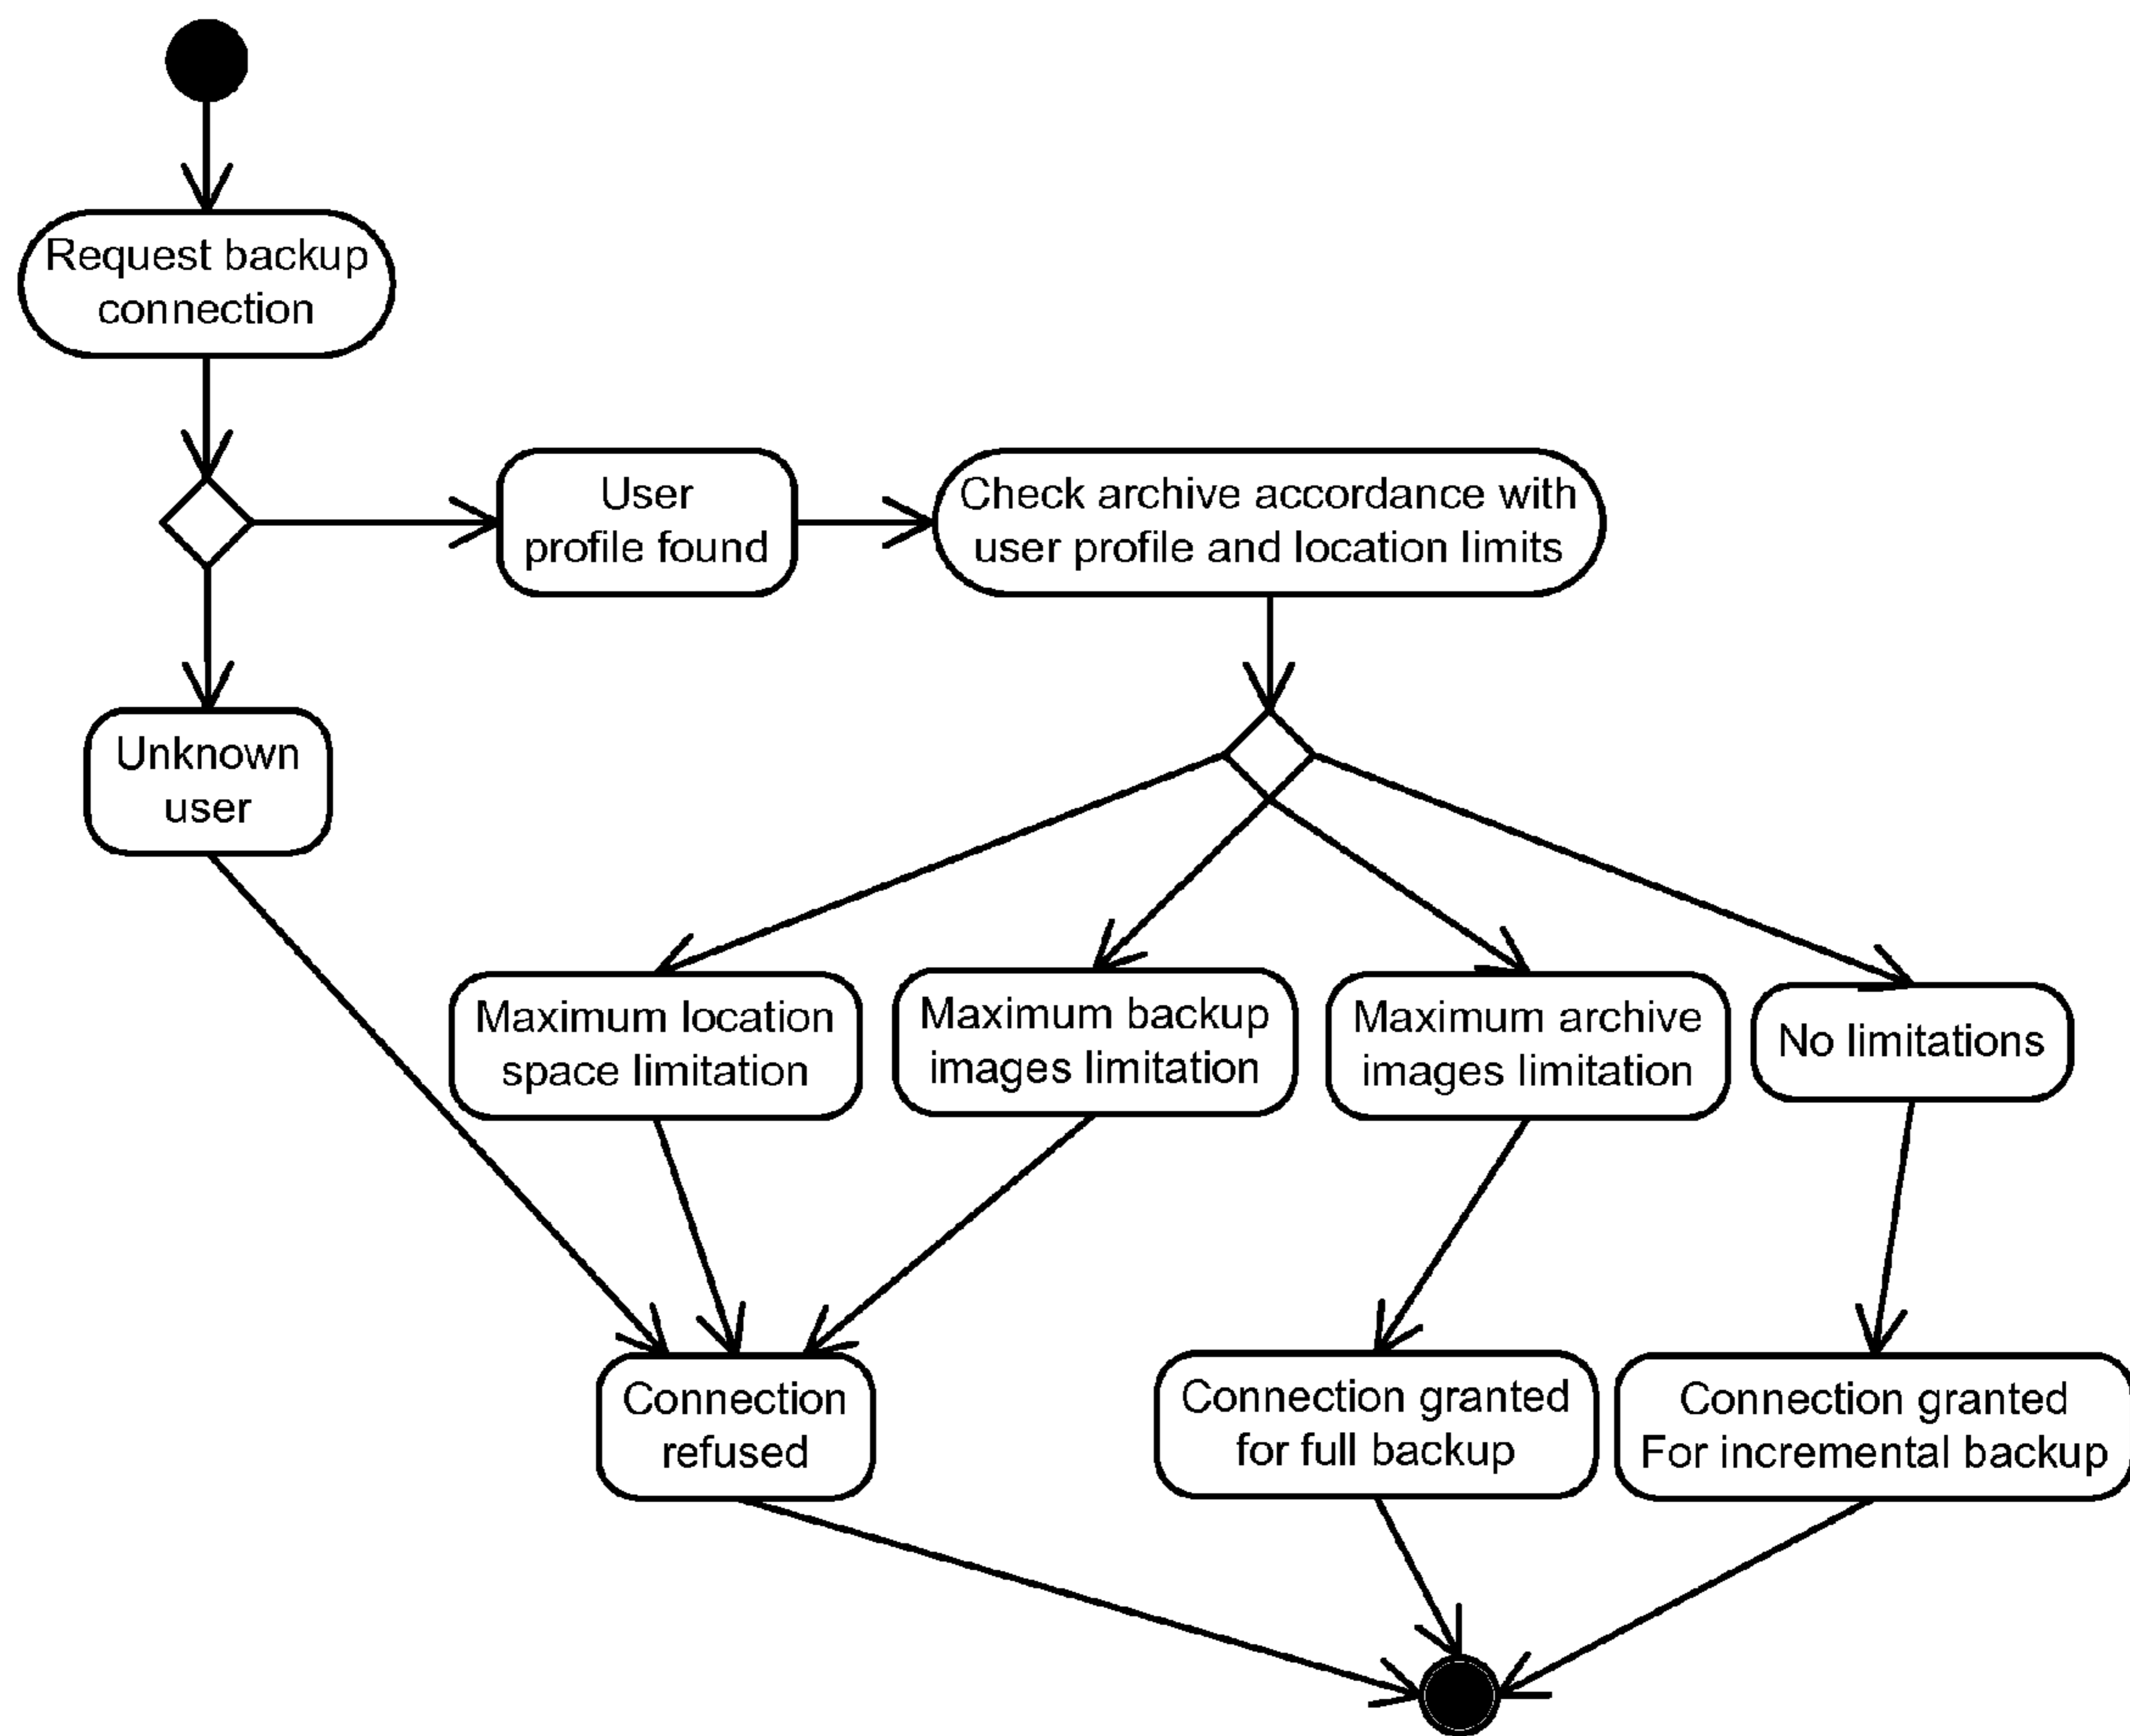 Request backup
connection
User
profile found
Check archive accordance with
user profile and location limits
Unknown
user
Maximum location
space limitation
Maximum backup
images limitation
Maximum archive
images limitation
No limitations
Connection
refused
Connection granted
for full backup
Connection granted
For incremental backup